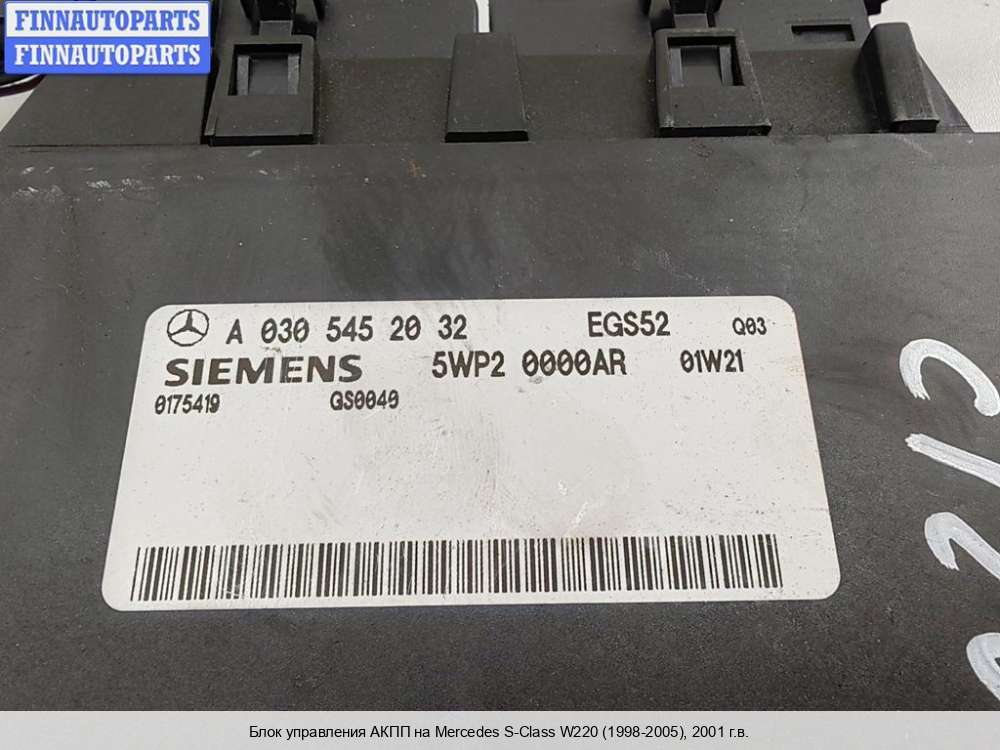 FINNAUTOPARTS
FINNAUTOPARTS
A 030 545 20 32 EGS52 Q03
SIEMENS 5WP2 0000AR 01W21
0175419 GS0040
Блок управления АКПП на Mercedes S-Class W220 (1998-2005), 2001 г.в.